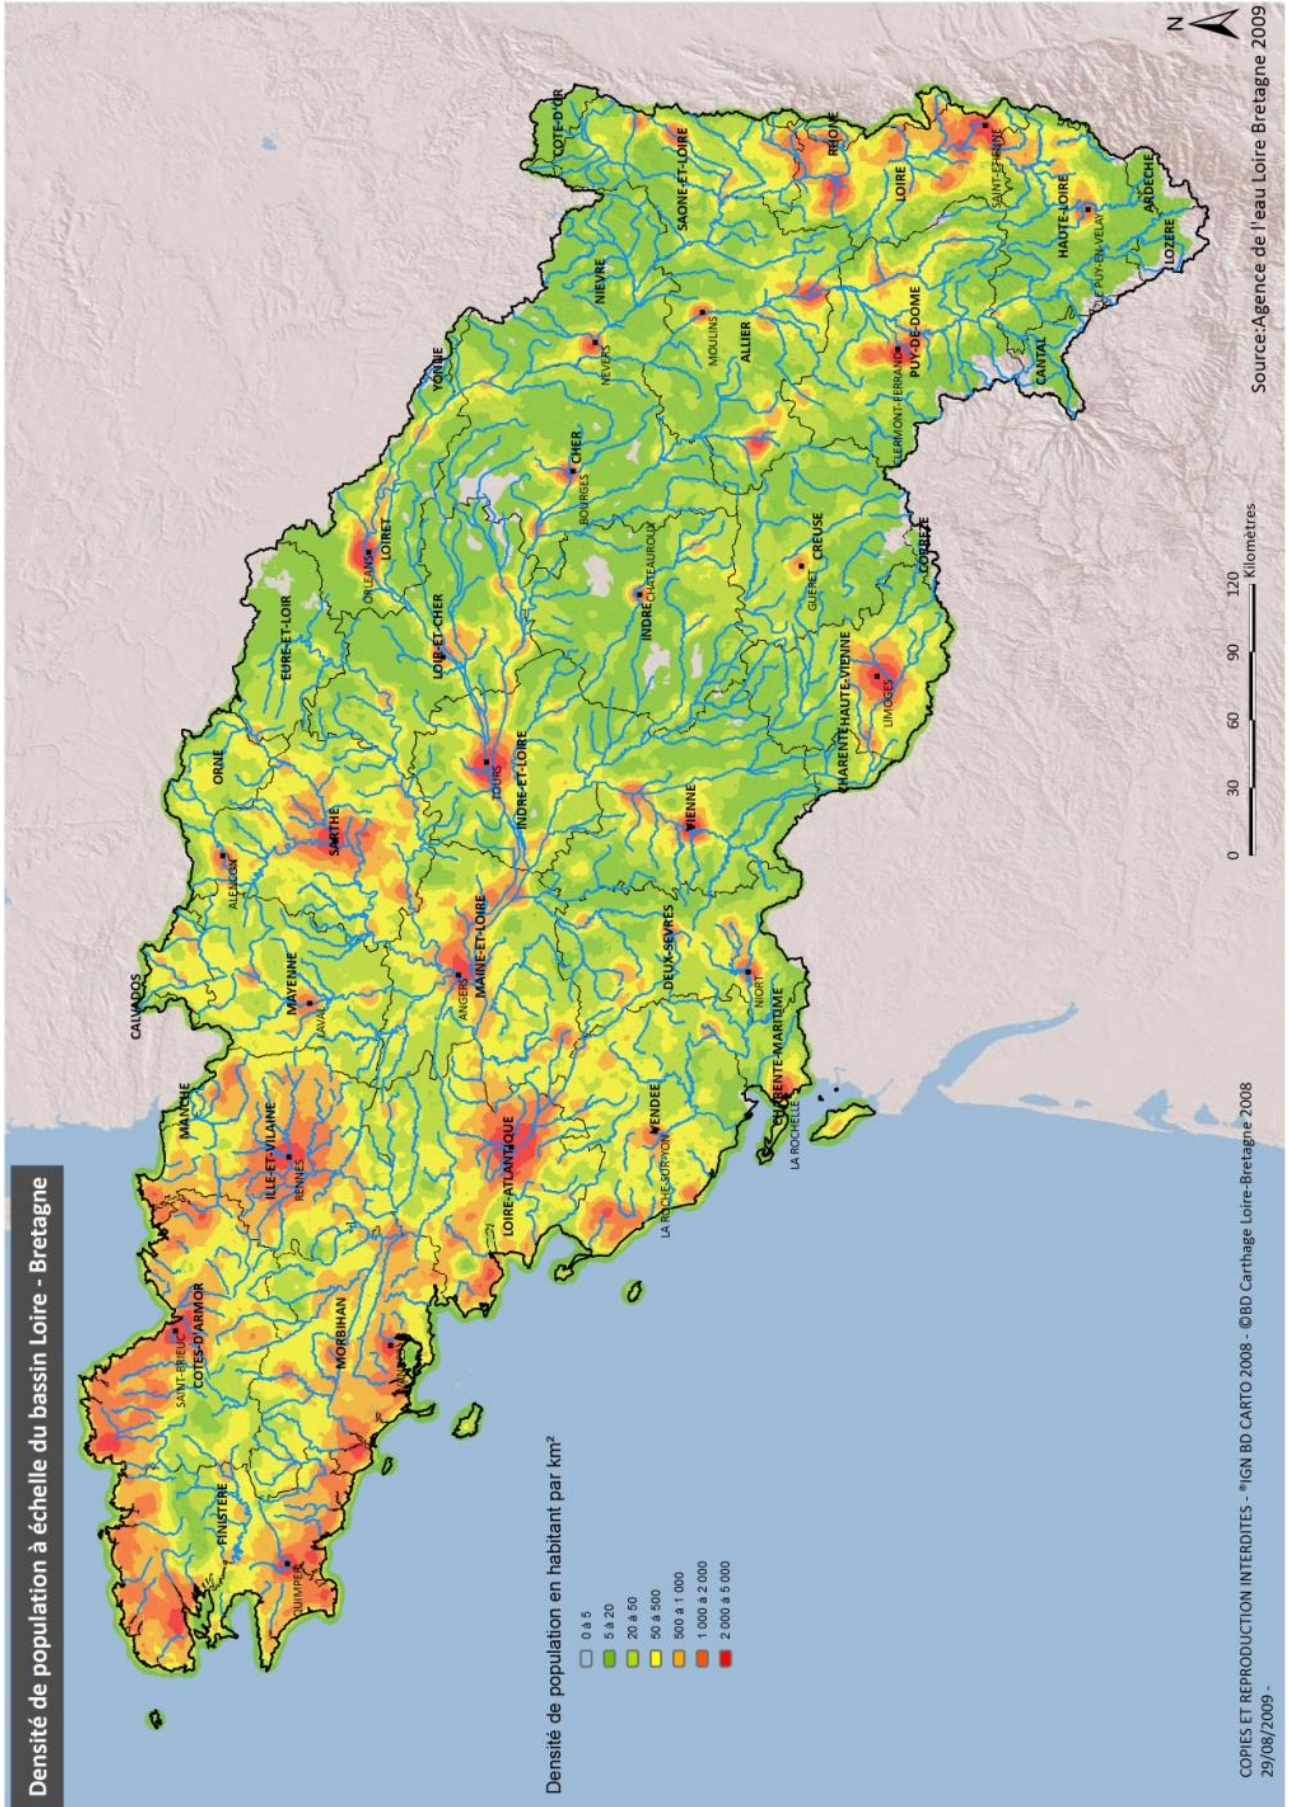 Densité de population à échelle du bassin Loire - Bretagne
N
CALVADOS
MANCHE
ORNE
ALENCON
EURE-ET-LOIR
YONNE
COTE-D'OR
SAINT-BRIEUC
COTES-D'ARMOR
FINISTERE
QUIMPER
ILLE-ET-VILAINE
RENNES
MAYENNE
LAVAL
SARTHE
MORBIHAN
ORLEANS
LOIRET
LOIR-ET-CHER
LOIRE-ATLANTIQUE
ANGERS
MAINE-ET-LOIRE
TOURS
INDRE-ET-LOIRE
BOURGES
CHER
NEVERS
NIEVRE
SAONE-ET-LOIRE
VENDEE
LA ROCHE-SUR-YON
DEUX-SEVRES
NIORT
VIENNE
INDRE
CHATEAUROUX
MOULINS
ALLIER
CHARENTE-MARITIME
LA ROCHELLE
CHARENTE
HAUTE-VIENNE
LIMOGES
GUERET
CREUSE
CORREZE
CLERMONT-FERRAND
PUY-DE-DOME
RHONE
LOIRE
SAINT-ETIENNE
HAUTE-LOIRE
LE PUY-EN-VELAY
CANTAL
LOZERE
ARDECHE
Densité de population en habitant par km²
0 à 5
5 à 20
20 à 50
50 à 500
500 à 1 000
1 000 à 2 000
2 000 à 5 000
0 30 60 90 120
Kilomètres
COPIES ET REPRODUCTION INTERDITES - ®IGN BD CARTO 2008 - ©BD Carthage Loire-Bretagne 2008
29/08/2009 -
Source:Agence de l'eau Loire Bretagne 2009